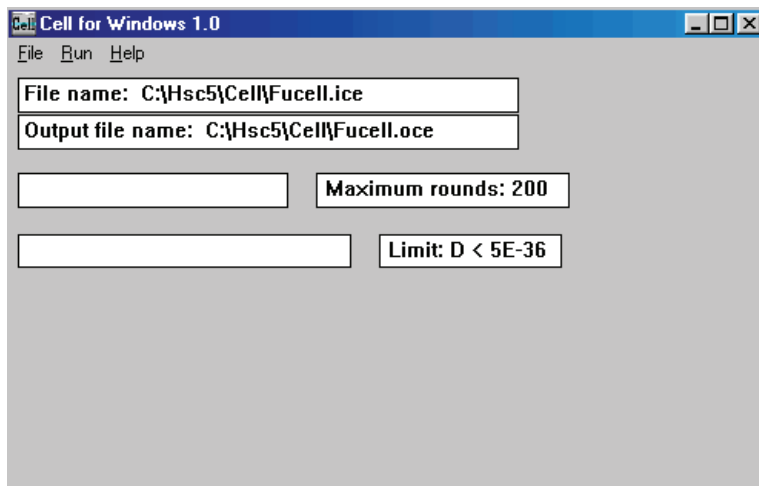 Cell Cell for Windows 1.0
File Run Help
File name: C:\Hsc5\Cell\Fucell.ice
Output file name: C:\Hsc5\Cell\Fucell.oce
Maximum rounds: 200
Limit: D < 5E-36